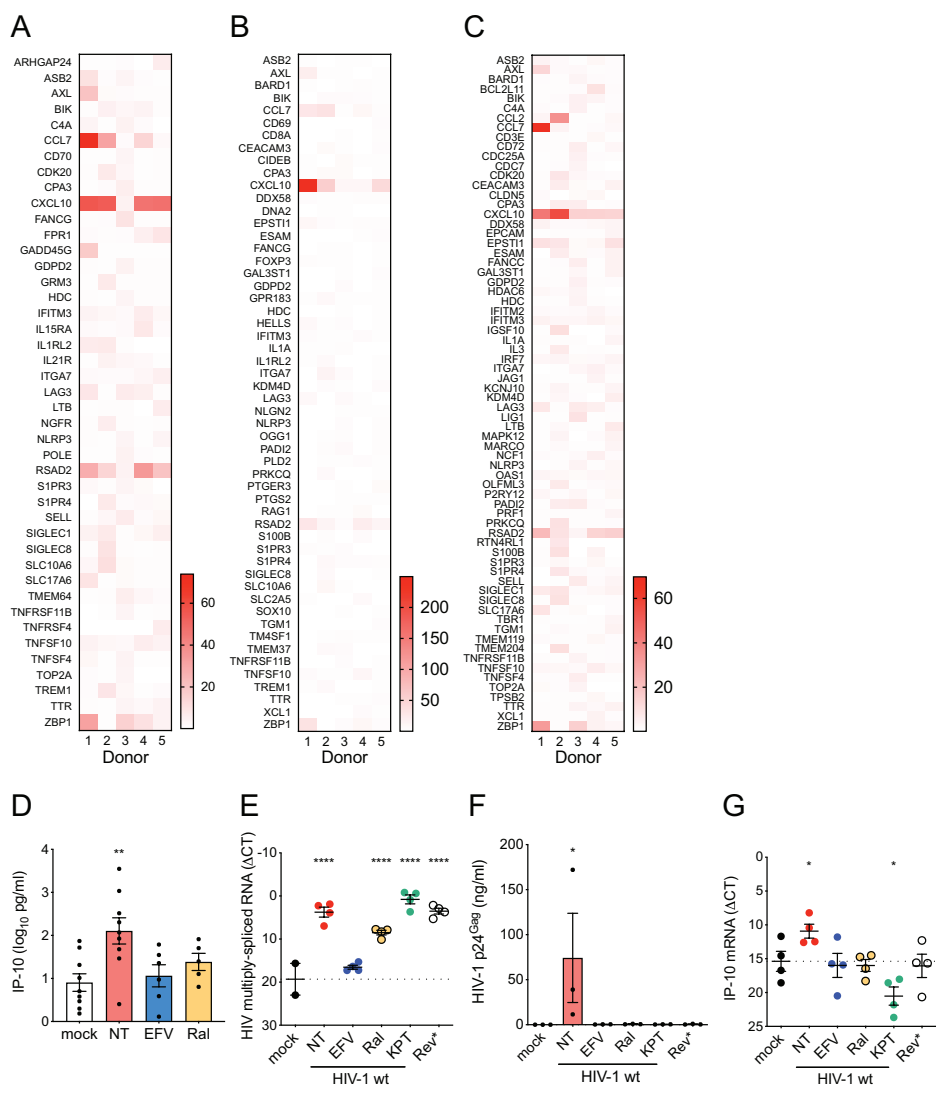 A
ARHGAP24
ASB2
AXL
BIK
C4A
CCL7
CD70
CDK20
CPA3
CXCL10
FANCG
FPR1
GADD45G
GDPD2
GRM3
HDC
IFITM3
IL15RA
IL1RL2
IL21R
ITGA7
LAG3
LTB
NGFR
NLRP3
POLE
RSAD2
S1PR3
S1PR4
SELL
SIGLEC1
SIGLEC8
SLC10A6
SLC17A6
TMEM64
TNFRSF11B
TNFRSF4
TNFSF10
TNFSF4
TOP2A
TREM1
TTR
ZBP1
1 2 3 4 5
Donor
60
40
20
B
ASB2
AXL
BARD1
BIK
CCL7
CD69
CD8A
CEACAM3
CIDEB
CPA3
CXCL10
DDX58
DNA2
EPSTI1
ESAM
FANCG
FOXP3
GAL3ST1
GDPD2
GPR183
HDC
HELLS
IFITM3
IL1A
IL1RL2
ITGA7
KDM4D
LAG3
NLGN2
NLRP3
OGG1
PADI2
PLD2
PRKCQ
PTGER3
PTGS2
RAG1
RSAD2
S100B
S1PR3
S1PR4
SIGLEC8
SLC10A6
SLC2A5
SOX10
TGM1
TM4SF1
TMEM37
TNFRSF11B
TNFSF10
TREM1
TTR
XCL1
ZBP1
1 2 3 4 5
Donor
200
150
100
50
C
ASB2
AXL
BARD1
BCL2L11
BIK
C4A
CCL2
CCL7
CD3E
CD72
CDC25A
CDC7
CDK20
CEACAM3
CLDN5
CPA3
CXCL10
DDX58
EPCAM
EPSTI1
ESAM
FANCC
GAL3ST1
GDPD2
HDAC6
HDC
IFITM2
IFITM3
IGSF10
IL1A
IL3
IRF7
ITGA7
JAG1
KCNJ10
KDM4D
LAG3
LIG1
LTB
MAPK12
MARCO
NCF1
NLRP3
OAS1
OLFML3
P2RY12
PADI2
PRF1
PRKCQ
RSAD2
RTN4RL1
S100B
S1PR3
S1PR4
SELL
SIGLEC1
SIGLEC8
SLC17A6
TBR1
TGM1
TMEM119
TMEM204
TNFRSF11B
TNFSF10
TNFSF4
TOP2A
TPSB2
TTR
XCL1
ZBP1
1 2 3 4 5
Donor
60
40
20
D
IP-10 (log10 pg/ml)
4
3
2
1
0
**
mock NT EFV Ral
E
HIV multiply-spliced RNA (ΔCT)
-10
0
10
20
30
**** **** **** ****
mock NT EFV Ral KPT Rev*
HIV-1 wt
F
HIV-1 p24Gag (ng/ml)
200
150
100
50
0
*
mock NT EFV Ral KPT Rev*
HIV-1 wt
G
IP-10 mRNA (ΔCT)
0
5
10
15
20
25
* *
mock NT EFV Ral KPT Rev*
HIV-1 wt